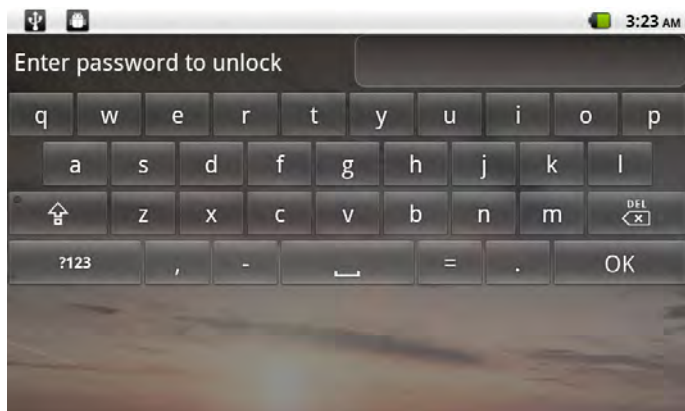 3:23 AM
Enter password to unlock
q w e r t y u i o p
a s d f g h j k l
z x c v b n m DEL
?123 , - = . OK